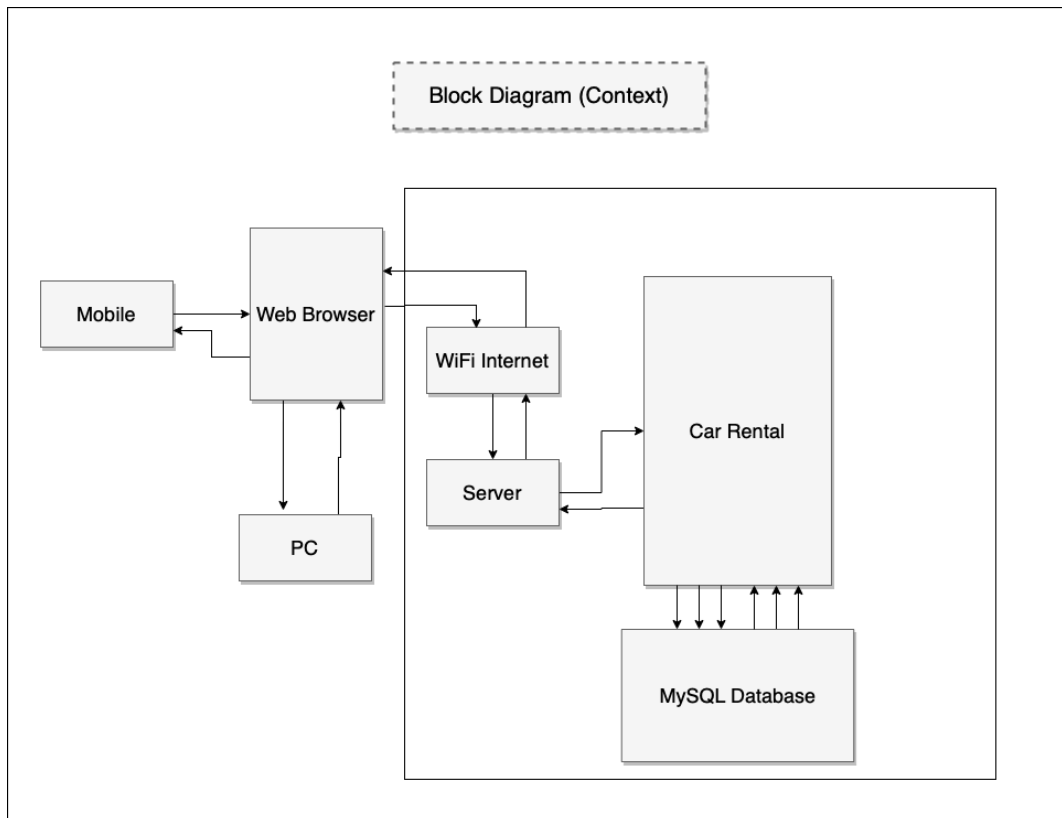 Block Diagram (Context)
Mobile
Web Browser
WiFi Internet
Car Rental
Server
PC
MySQL Database